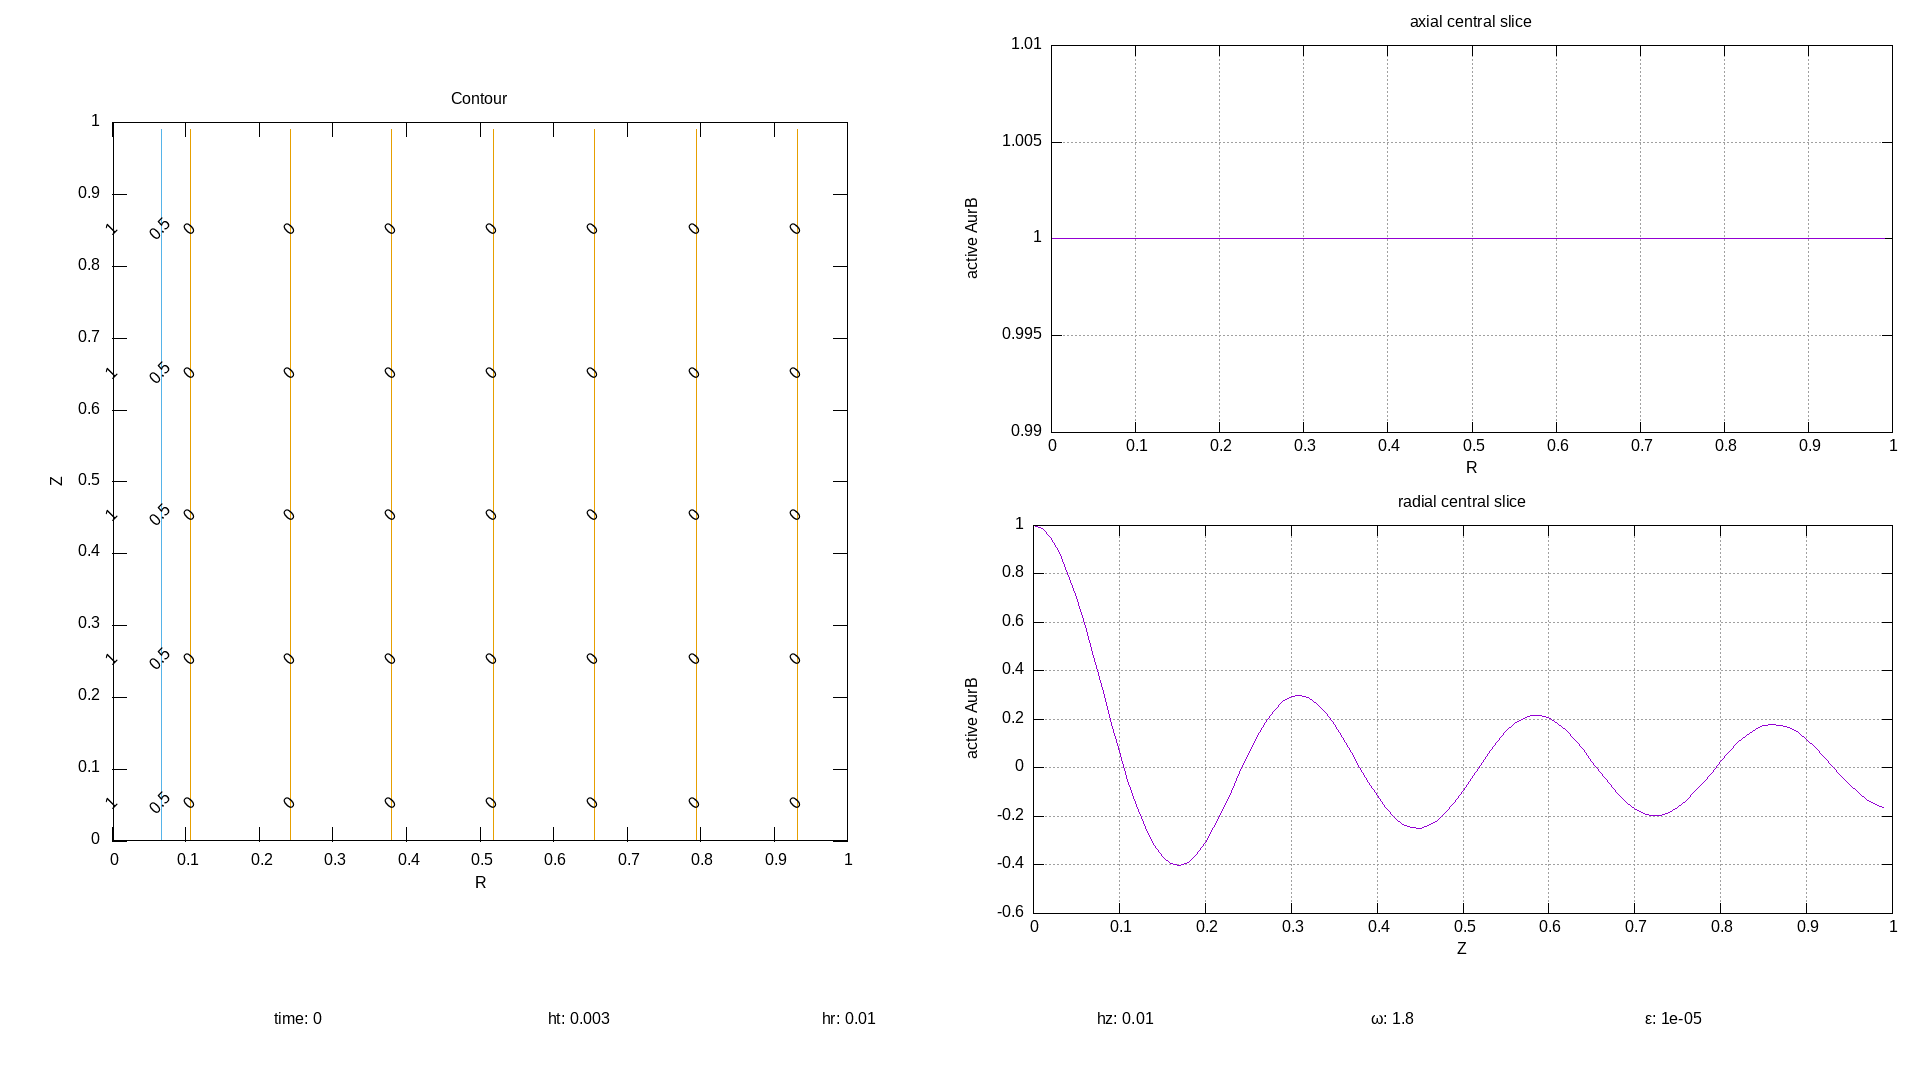 Contour
1
0.9
0.8
0.7
0.6
0.5
0.4
0.3
0.2
0.1
0
Z
1 0.5 0 0 0 0 0 0 0
1 0.5 0 0 0 0 0 0 0
1 0.5 0 0 0 0 0 0 0
1 0.5 0 0 0 0 0 0 0
1 0.5 0 0 0 0 0 0 0
0 0.1 0.2 0.3 0.4 0.5 0.6 0.7 0.8 0.9 1
R
axial central slice
1.01
1.005
1
0.995
0.99
active AurB
0 0.1 0.2 0.3 0.4 0.5 0.6 0.7 0.8 0.9 1
R
radial central slice
1
0.8
0.6
0.4
0.2
0
-0.2
-0.4
-0.6
active AurB
0 0.1 0.2 0.3 0.4 0.5 0.6 0.7 0.8 0.9 1
Z
time: 0 ht: 0.003 hr: 0.01 hz: 0.01 ω: 1.8 ε: 1e-05